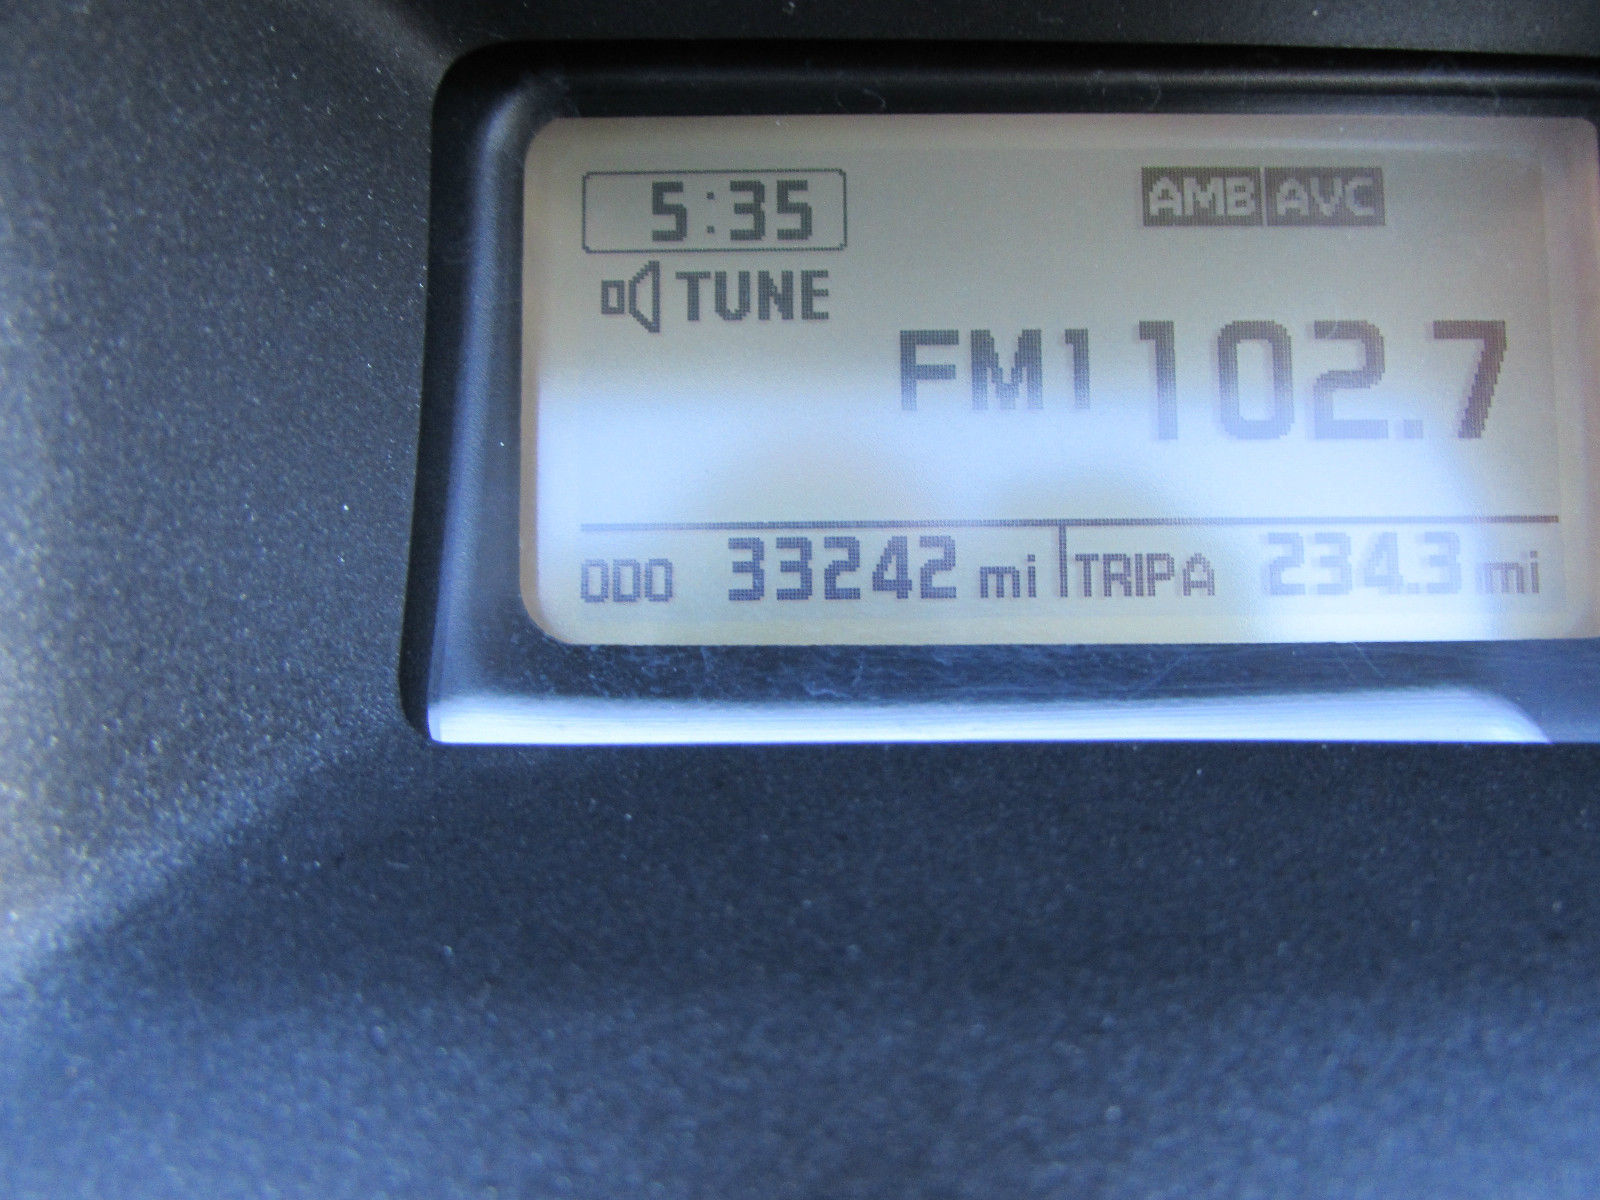 5:35 AMB AVC
TUNE
FM1 102.7
ODO 33242 mi TRIP A 234.3 mi